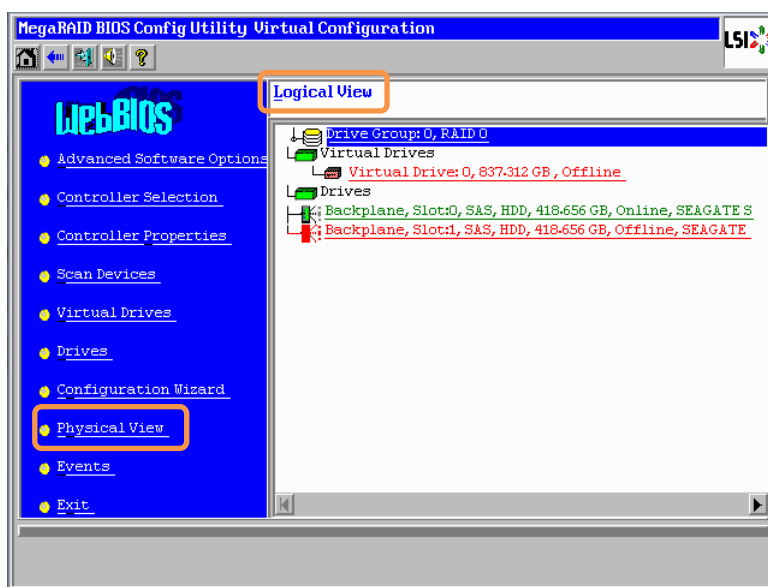 MegaRAID BIOS Config Utility Virtual Configuration
LSI
WebBIOS
Logical View
Advanced Software Options
Controller Selection
Controller Properties
Scan Devices
Virtual Drives
Drives
Configuration Wizard
Physical View
Events
Exit
Drive Group: 0, RAID 0
Virtual Drives
Virtual Drive: 0, 837.312 GB, Offline
Drives
Backplane, Slot:0, SAS, HDD, 418.656 GB, Online, SEAGATE S
Backplane, Slot:1, SAS, HDD, 418.656 GB, Offline, SEAGATE